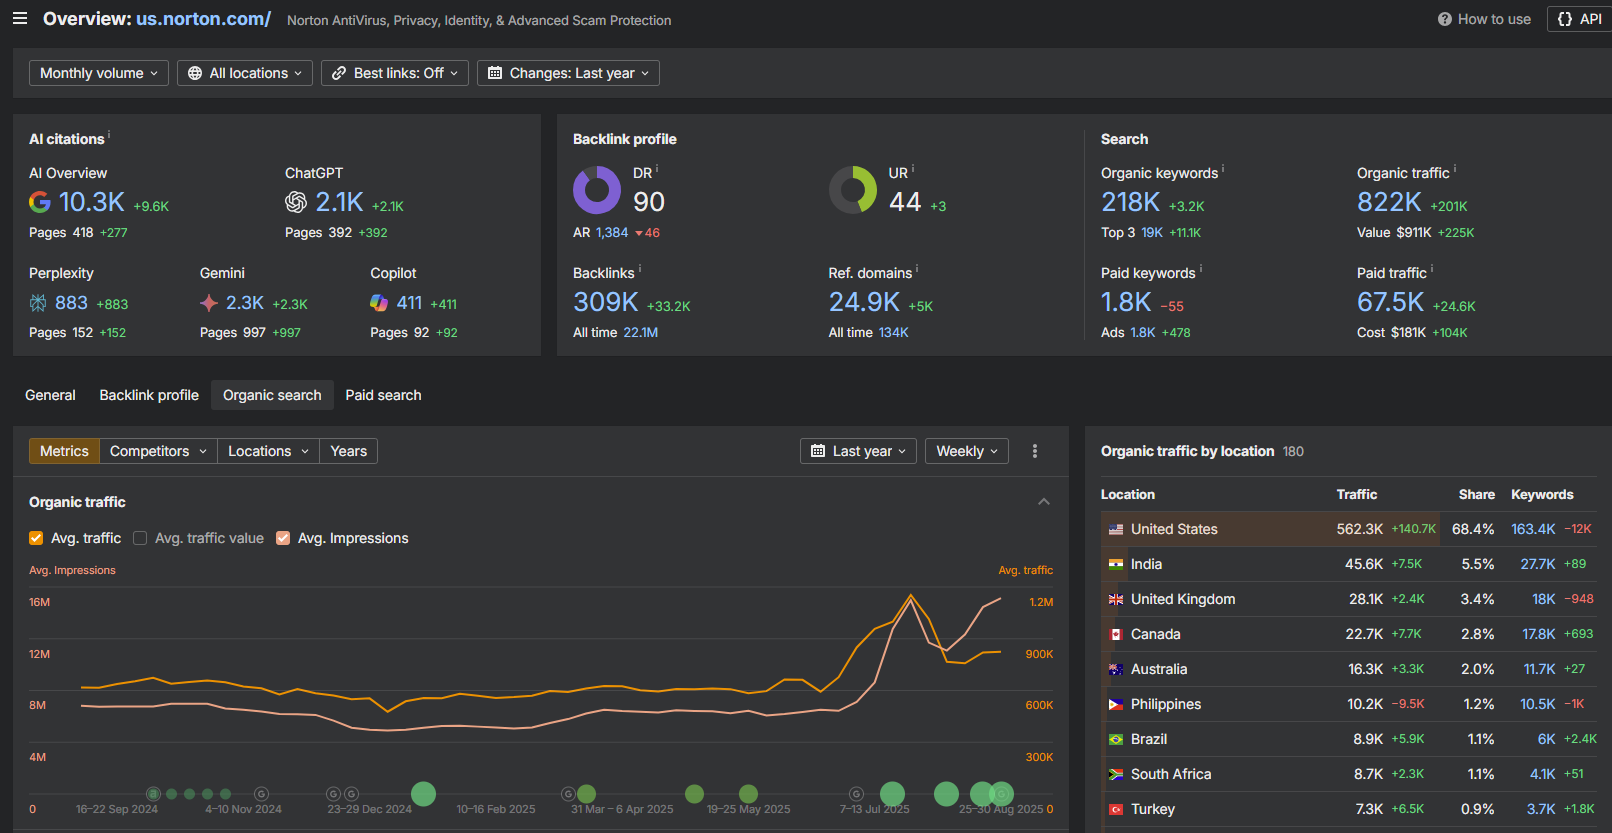 Overview: us.norton.com/ Norton AntiVirus, Privacy, Identity, & Advanced Scam Protection
How to use
API
Monthly volume
All locations
Best links: Off
Changes: Last year
AI citations
AI Overview
10.3K +9.6K
Pages 418 +277
ChatGPT
2.1K +2.1K
Pages 392 +392
Perplexity
883 +883
Pages 152 +152
Gemini
2.3K +2.3K
Pages 997 +997
Copilot
411 +411
Pages 92 +92
Backlink profile
DR
90
AR 1,384 46
UR
44 +3
Backlinks
309K +33.2K
All time 22.1M
Ref. domains
24.9K +5K
All time 134K
Search
Organic keywords
218K +3.2K
Top 3 19K +11.1K
Organic traffic
822K +201K
Value $911K +225K
Paid keywords
1.8K −55
Ads 1.8K +478
Paid traffic
67.5K +24.6K
Cost $181K +104K
General
Backlink profile
Organic search
Paid search
Metrics
Competitors
Locations
Years
Last year
Weekly
Organic traffic
Avg. traffic
Avg. traffic value
Avg. Impressions
Avg. Impressions
Avg. traffic
16M 1.2M
12M 900K
8M 600K
4M 300K
0 16–22 Sep 2024 4–10 Nov 2024 23–29 Dec 2024 10–16 Feb 2025 31 Mar – 6 Apr 2025 19–25 May 2025 7–13 Jul 2025 25–30 Aug 2025 0
Organic traffic by location 180
Location Traffic Share Keywords
United States 562.3K +140.7K 68.4% 163.4K −12K
India 45.6K +7.5K 5.5% 27.7K +89
United Kingdom 28.1K +2.4K 3.4% 18K −948
Canada 22.7K +7.7K 2.8% 17.8K +693
Australia 16.3K +3.3K 2.0% 11.7K +27
Philippines 10.2K −9.5K 1.2% 10.5K −1K
Brazil 8.9K +5.9K 1.1% 6K +2.4K
South Africa 8.7K +2.3K 1.1% 4.1K +51
Turkey 7.3K +6.5K 0.9% 3.7K +1.8K